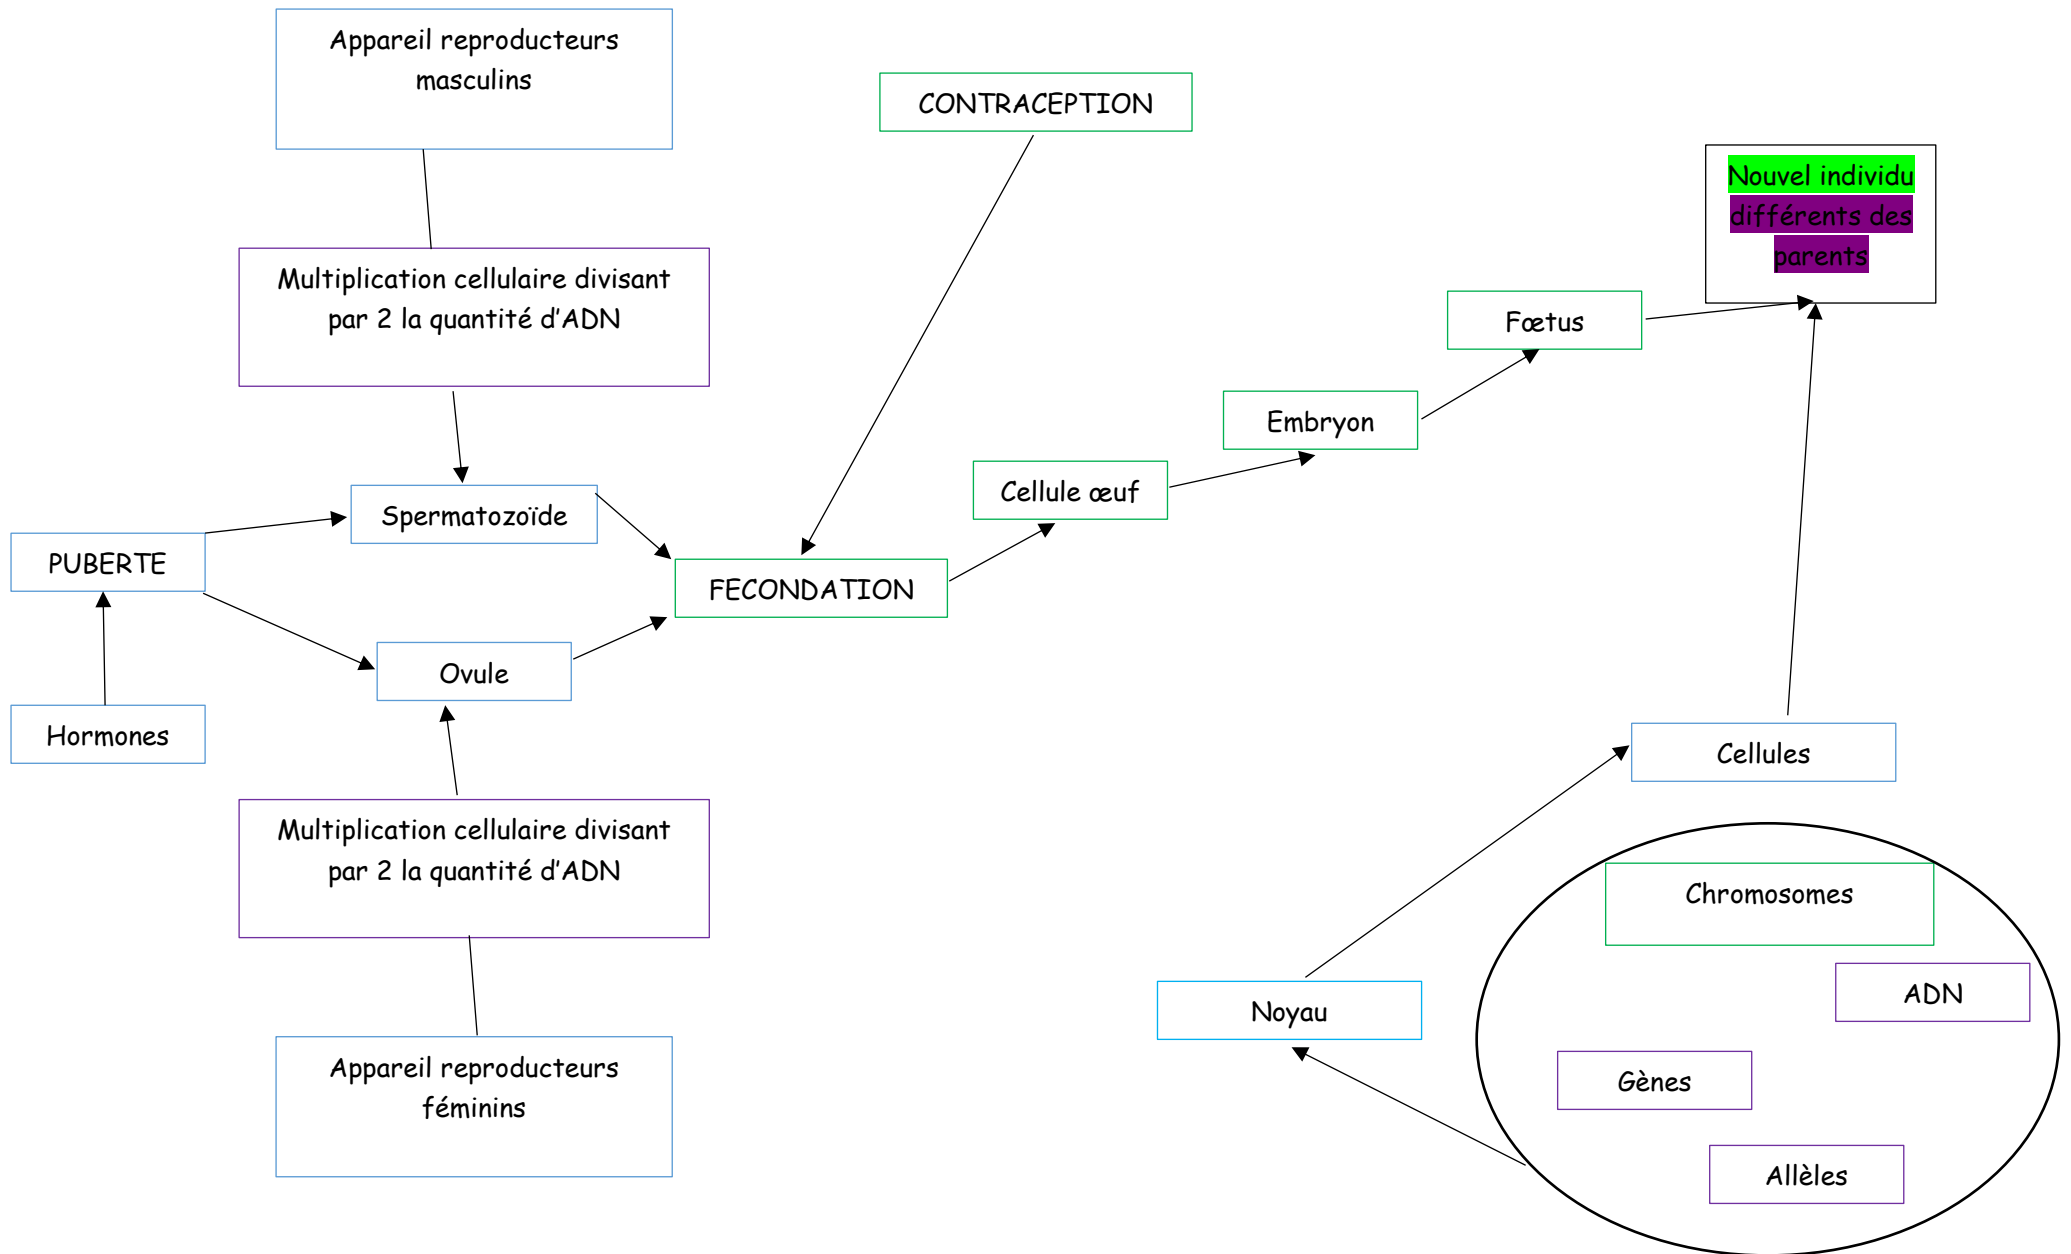 Appareil reproducteurs
masculins
CONTRACEPTION
Nouvel individu
différents des
parents
Multiplication cellulaire divisant
par 2 la quantité d’ADN
Fœtus
Embryon
Cellule œuf
Spermatozoïde
PUBERTE
FECONDATION
Ovule
Hormones
Cellules
Multiplication cellulaire divisant
par 2 la quantité d’ADN
Chromosomes
ADN
Noyau
Gènes
Appareil reproducteurs
féminins
Allèles